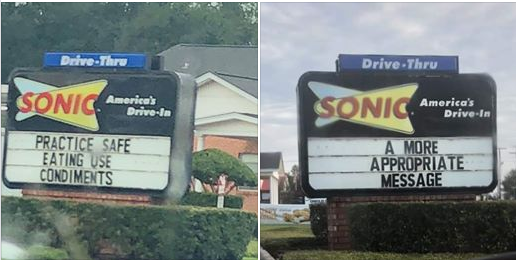 Drive-Thru
SONIC
America's
Drive-In
PRACTICE SAFE
EATING USE
CONDIMENTS
Drive-Thru
SONIC
America's
Drive-In
A MORE
APPROPRIATE
MESSAGE